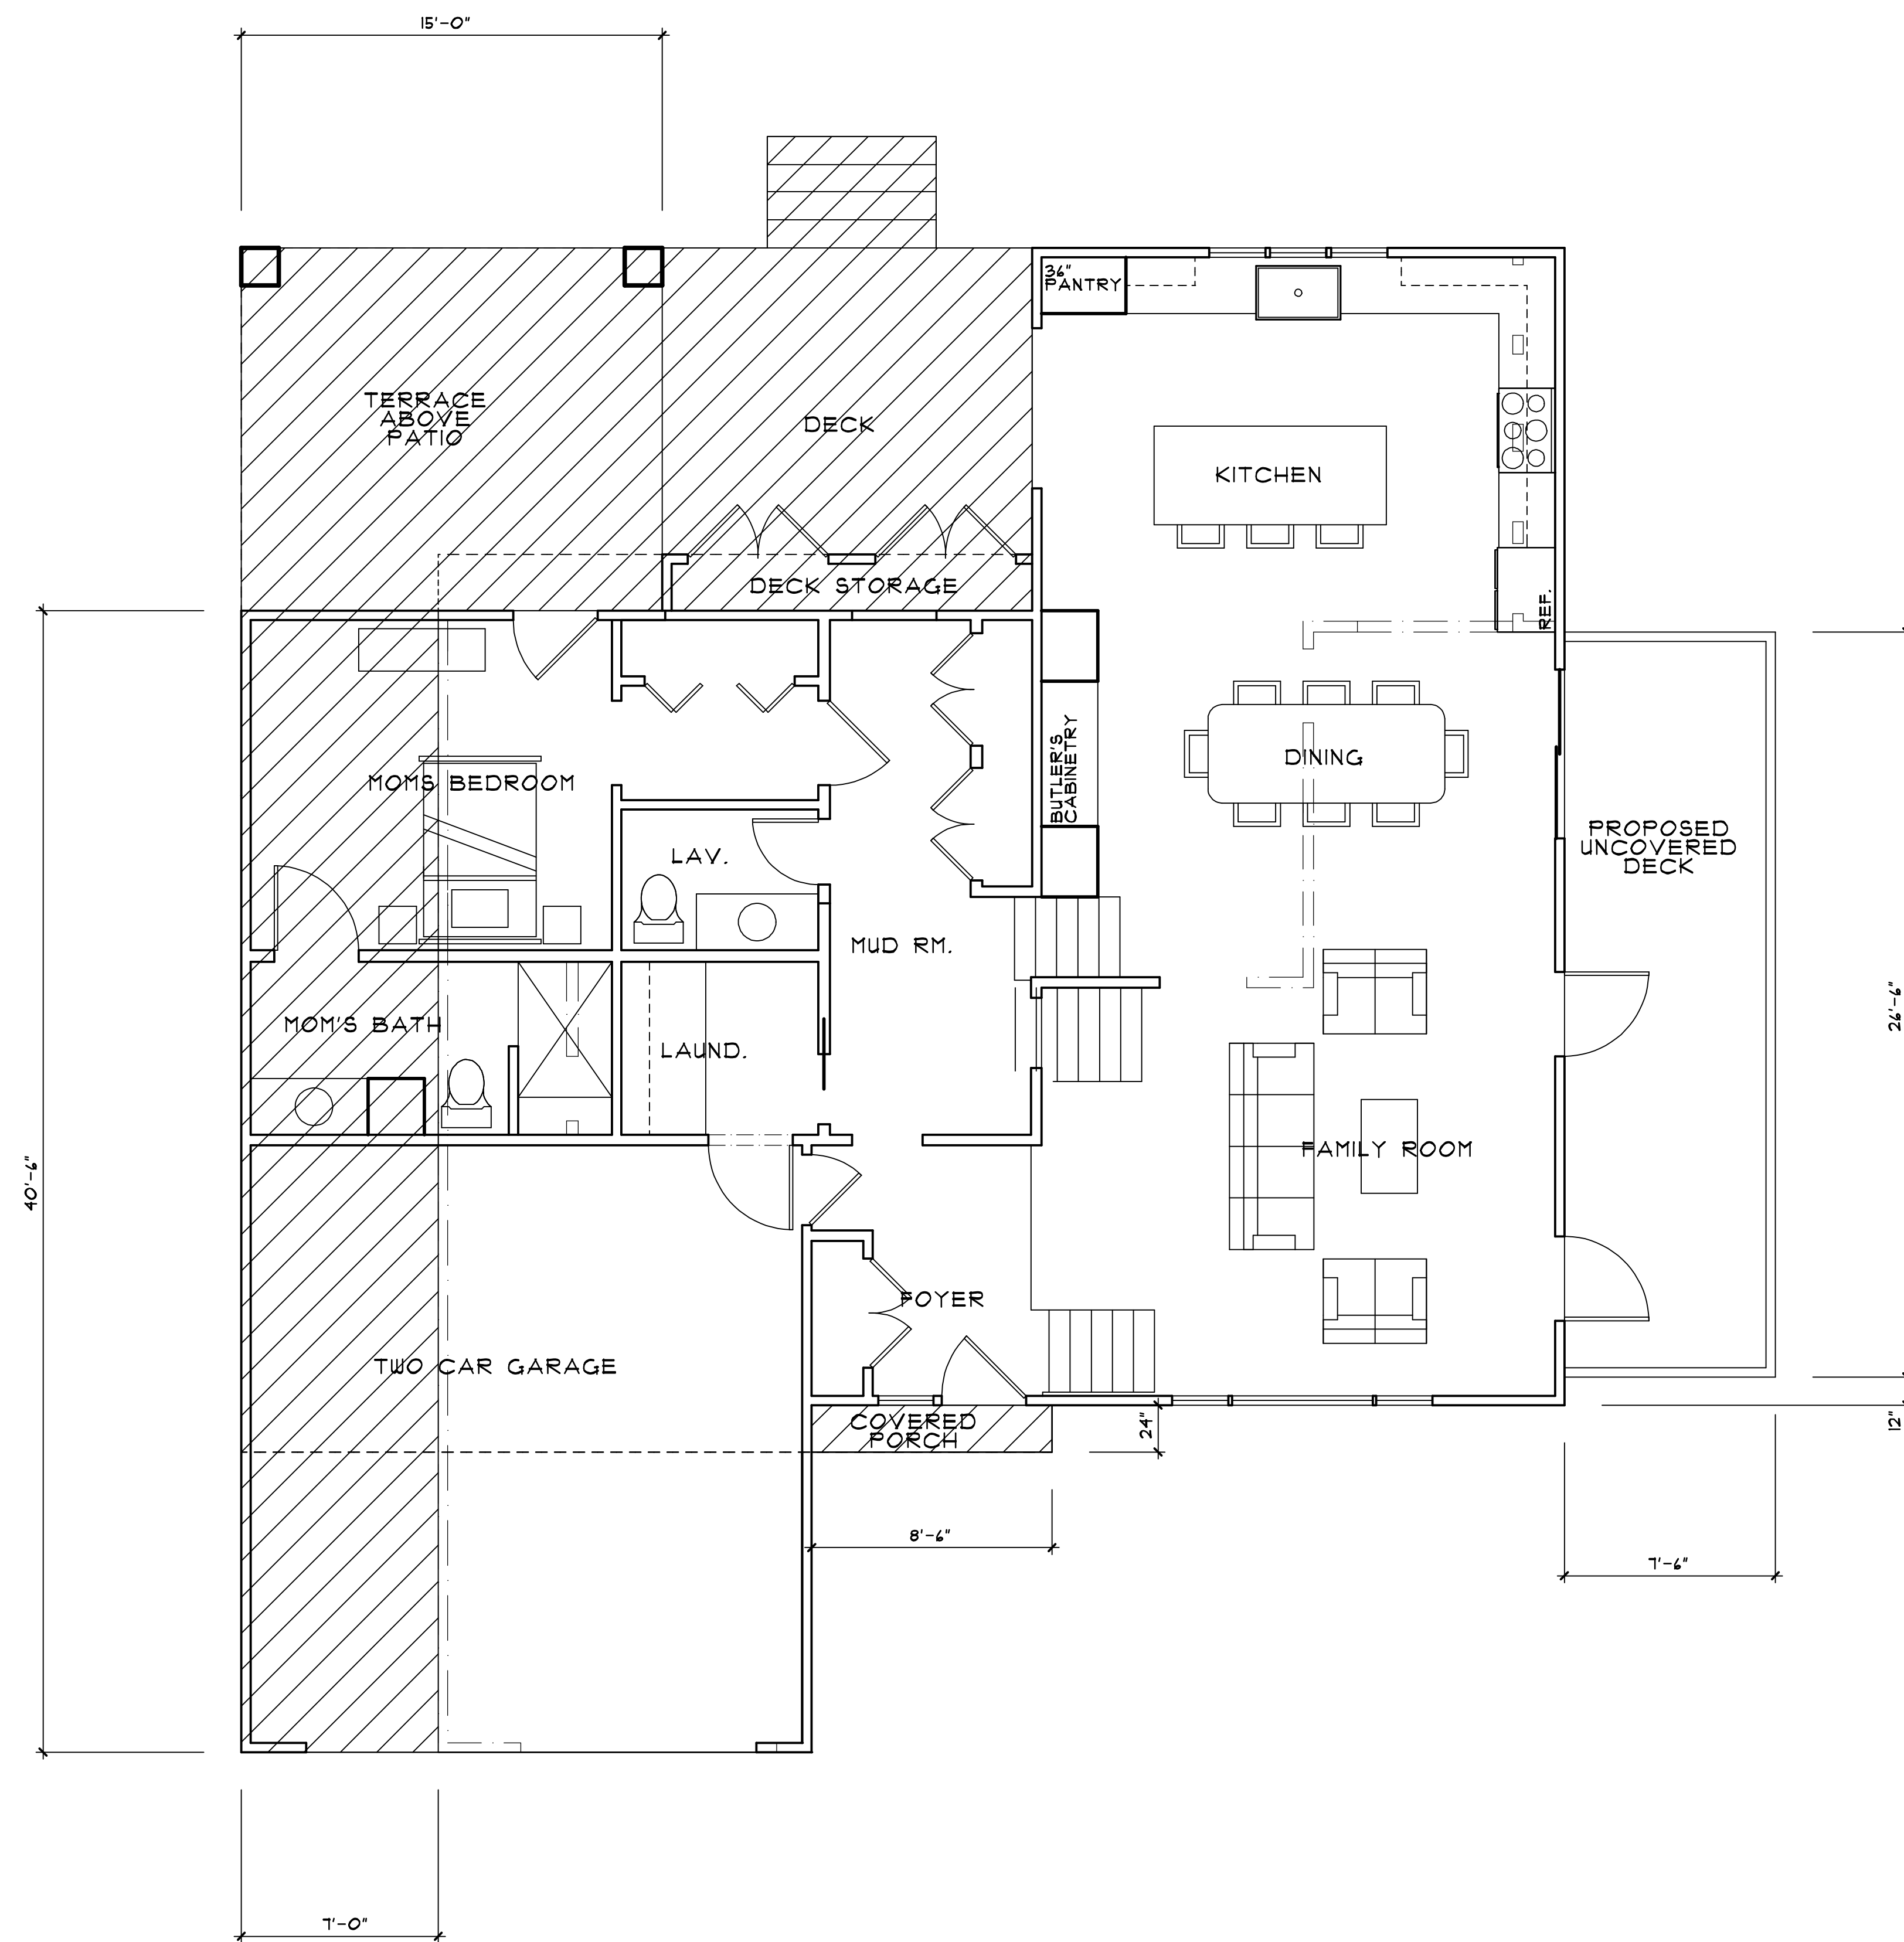 15'-0"
36"
PANTRY
TERRACE
ABOVE
PATIO
DECK
KITCHEN
DECK STORAGE
REF.
BUTLER'S
CABINETRY
DINING
MOMS BEDROOM
PROPOSED
UNCOVERED
DECK
LAV.
MUD RM.
MOM'S BATH
LAUND.
26'-6"
FAMILY ROOM
40'-6"
FOYER
TWO CAR GARAGE
COVERED
PORCH
24"
12"
8'-6"
7'-6"
7'-0"